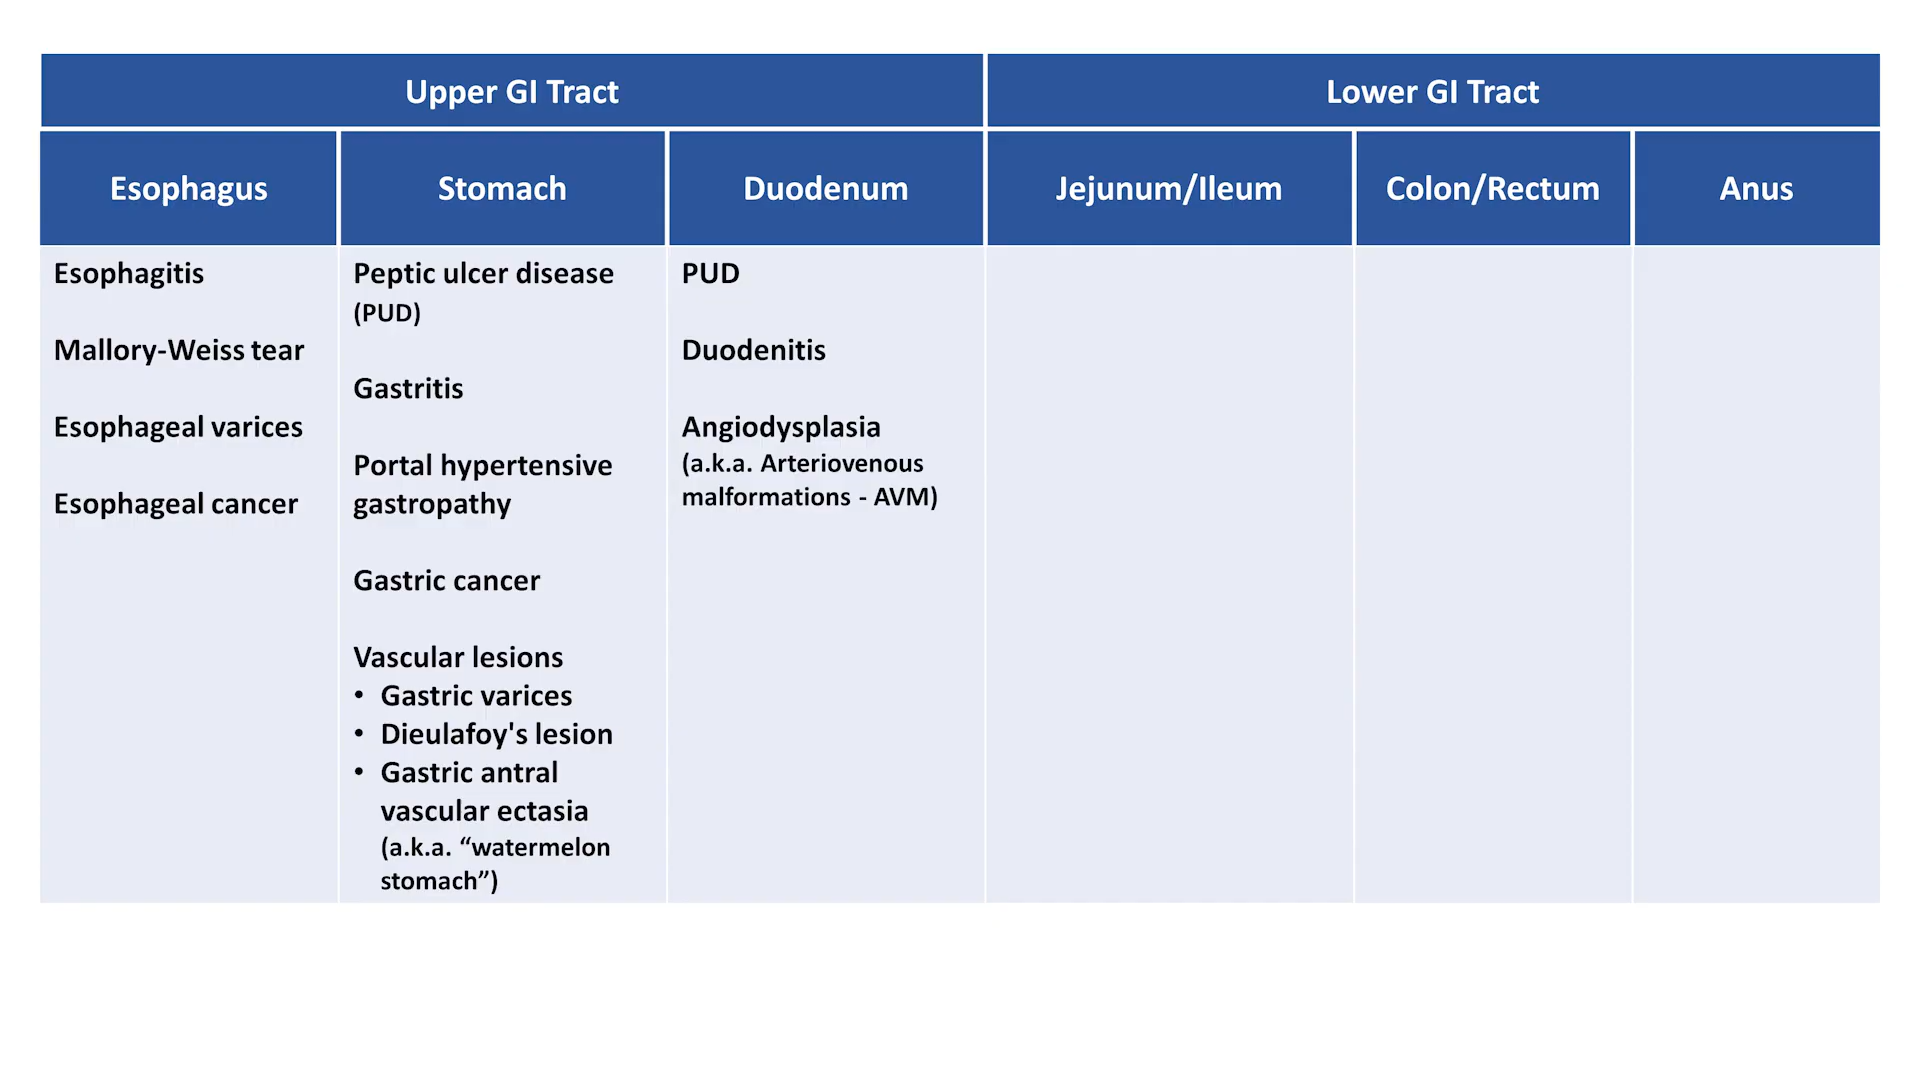 Upper GI Tract
Lower GI Tract
Esophagus
Stomach
Duodenum
Jejunum/Ileum
Colon/Rectum
Anus
Esophagitis
Mallory-Weiss tear
Esophageal varices
Esophageal cancer
Peptic ulcer disease
(PUD)
Gastritis
Portal hypertensive
gastropathy
Gastric cancer
Vascular lesions
• Gastric varices
• Dieulafoy's lesion
• Gastric antral
vascular ectasia
(a.k.a. “watermelon
stomach”)
PUD
Duodenitis
Angiodysplasia
(a.k.a. Arteriovenous
malformations - AVM)